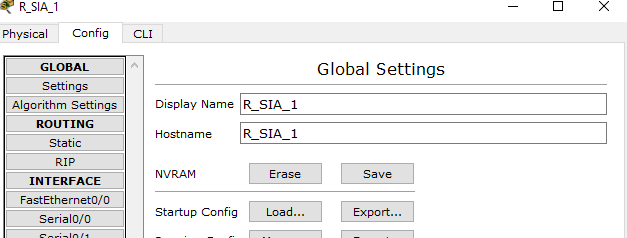 R_SIA_1
Physical Config CLI
GLOBAL
Settings
Algorithm Settings
ROUTING
Static
RIP
INTERFACE
FastEthernet0/0
Serial0/0
Serial0/1
Global Settings
Display Name R_SIA_1
Hostname R_SIA_1
NVRAM Erase Save
Startup Config Load... Export...